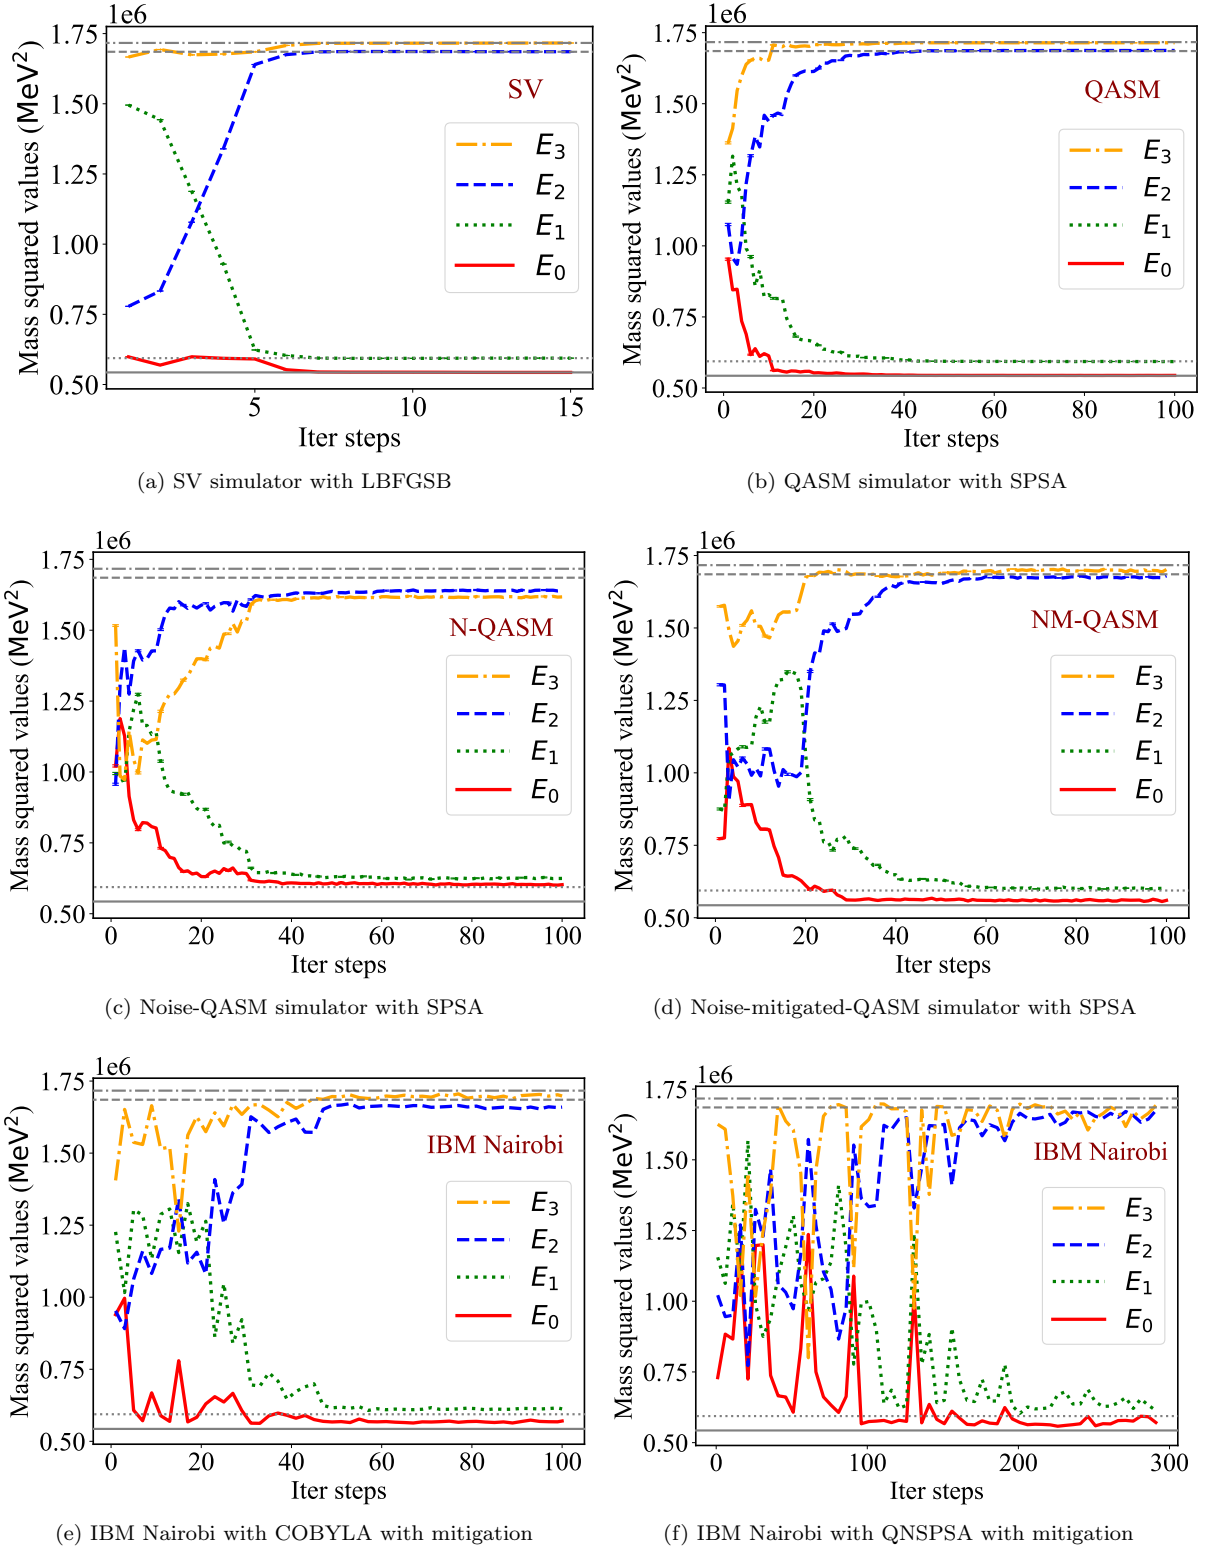 1e6
Mass squared values (MeV²)
1.75
1.50
1.25
1.00
0.75
0.50
SV
E₃
E₂
E₁
E₀
5 10 15
Iter steps
(a) SV simulator with LBFGSB
1e6
Mass squared values (MeV²)
1.75
1.50
1.25
1.00
0.75
0.50
QASM
E₃
E₂
E₁
E₀
0 20 40 60 80 100
Iter steps
(b) QASM simulator with SPSA
1e6
Mass squared values (MeV²)
1.75
1.50
1.25
1.00
0.75
0.50
N-QASM
E₃
E₂
E₁
E₀
0 20 40 60 80 100
Iter steps
(c) Noise-QASM simulator with SPSA
1e6
Mass squared values (MeV²)
1.75
1.50
1.25
1.00
0.75
0.50
NM-QASM
E₃
E₂
E₁
E₀
0 20 40 60 80 100
Iter steps
(d) Noise-mitigated-QASM simulator with SPSA
1e6
Mass squared values (MeV²)
1.75
1.50
1.25
1.00
0.75
0.50
IBM Nairobi
E₃
E₂
E₁
E₀
0 20 40 60 80 100
Iter steps
(e) IBM Nairobi with COBYLA with mitigation
1e6
Mass squared values (MeV²)
1.75
1.50
1.25
1.00
0.75
0.50
IBM Nairobi
E₃
E₂
E₁
E₀
0 100 200 300
Iter steps
(f) IBM Nairobi with QNSPSA with mitigation